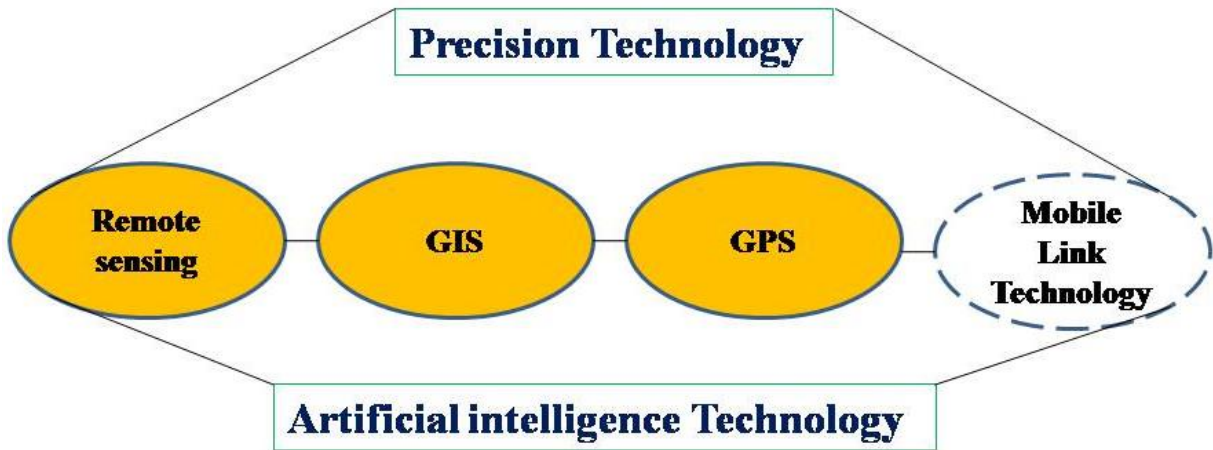 Precision Technology
Remote
sensing
GIS
GPS
Mobile
Link
Technology
Artificial intelligence Technology